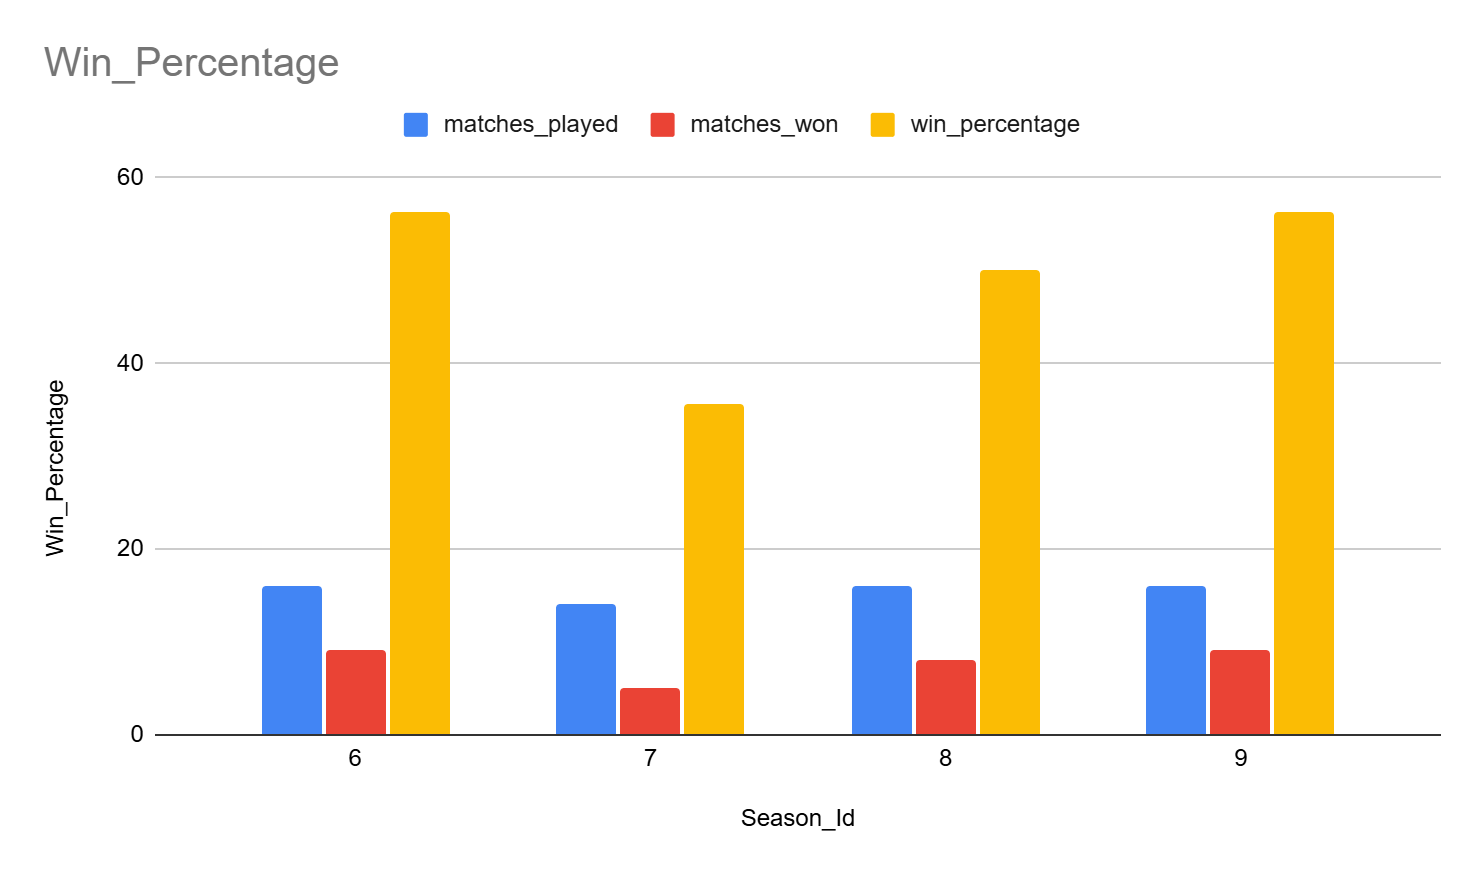 Win_Percentage
matches_played matches_won win_percentage
60
40
20
0
Win_Percentage
6 7 8 9
Season_Id